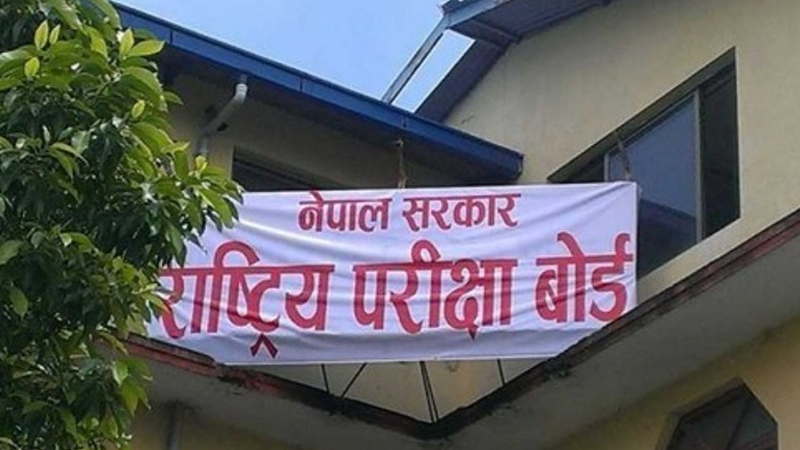 नेपाल सरकार
राष्ट्रिय परीक्षा बोर्ड